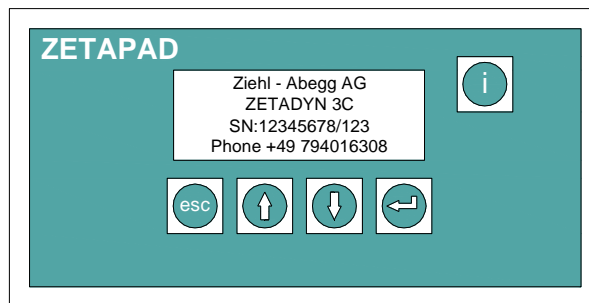 ZETAPAD
Ziehl - Abegg AG
ZETADYN 3C
SN:12345678/123
Phone +49 794016308
i
esc